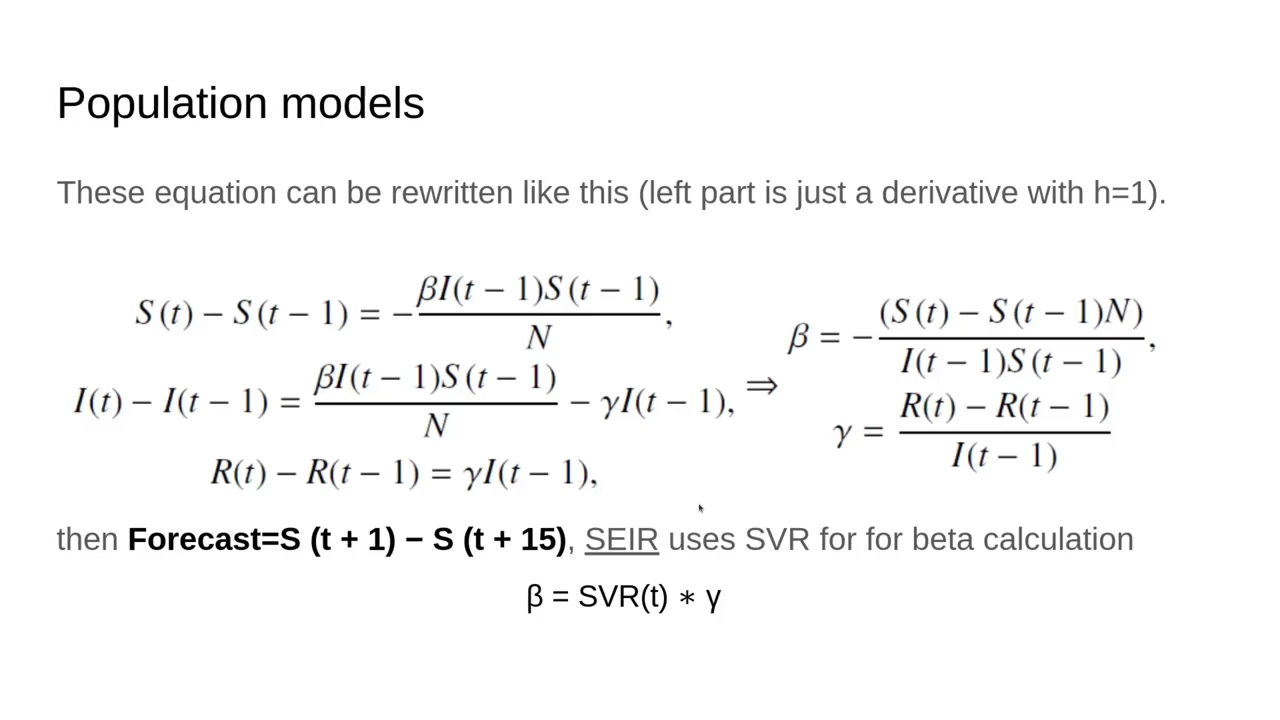 Population models
These equation can be rewritten like this (left part is just a derivative with h=1).
S(t) − S(t − 1) = −βI(t − 1)S(t − 1)/N,
I(t) − I(t − 1) = βI(t − 1)S(t − 1)/N − γI(t − 1), ⇒
R(t) − R(t − 1) = γI(t − 1),
β = −(S(t) − S(t − 1)N)/I(t − 1)S(t − 1),
γ = R(t) − R(t − 1)/I(t − 1)
then Forecast=S (t + 1) − S (t + 15), SEIR uses SVR for for beta calculation
β = SVR(t) ∗ γ